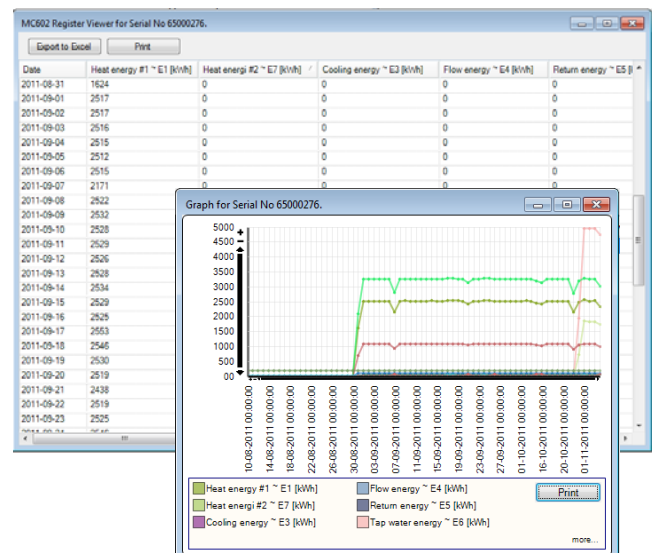 MC602 Register Viewer for Serial No 65000276.
Export to Excel Print
Date Heat energy #1 ~ E1 [kWh] Heat energi #2 ~ E7 [kWh] Cooling energy ~ E3 [kWh] Flow energy ~ E4 [kWh] Return energy ~ E5 [
2011-08-31 1624 0 0 0 0
2011-09-01 2517 0 0 0 0
2011-09-02 2517 0 0 0 0
2011-09-03 2516 0 0 0 0
2011-09-04 2515 0 0 0 0
2011-09-05 2512 0 0 0 0
2011-09-06 2515 0 0 0 0
2011-09-07 2171 0 0 0 0
2011-09-08 2522
2011-09-09 2532
2011-09-10 2528
2011-09-11 2529
2011-09-12 2526
2011-09-13 2528
2011-09-14 2534
2011-09-15 2529
2011-09-16 2525
2011-09-17 2553
2011-09-18 2546
2011-09-19 2530
2011-09-20 2519
2011-09-21 2438
2011-09-22 2519
2011-09-23 2525
Graph for Serial No 65000276.
5000
4500
4000
3500
3000
2500
2000
1500
1000
500
00
10-08-2011 00:00:00
14-08-2011 00:00:00
18-08-2011 00:00:00
22-08-2011 00:00:00
26-08-2011 00:00:00
30-08-2011 00:00:00
03-09-2011 00:00:00
07-09-2011 00:00:00
11-09-2011 00:00:00
15-09-2011 00:00:00
19-09-2011 00:00:00
23-09-2011 00:00:00
27-09-2011 00:00:00
01-10-2011 00:00:00
16-10-2011 00:00:00
20-10-2011 00:00:00
01-11-2011 00:00:00
Heat energy #1 ~ E1 [kWh] Flow energy ~ E4 [kWh] Print
Heat energi #2 ~ E7 [kWh] Return energy ~ E5 [kWh]
Cooling energy ~ E3 [kWh] Tap water energy ~ E6 [kWh]
more...